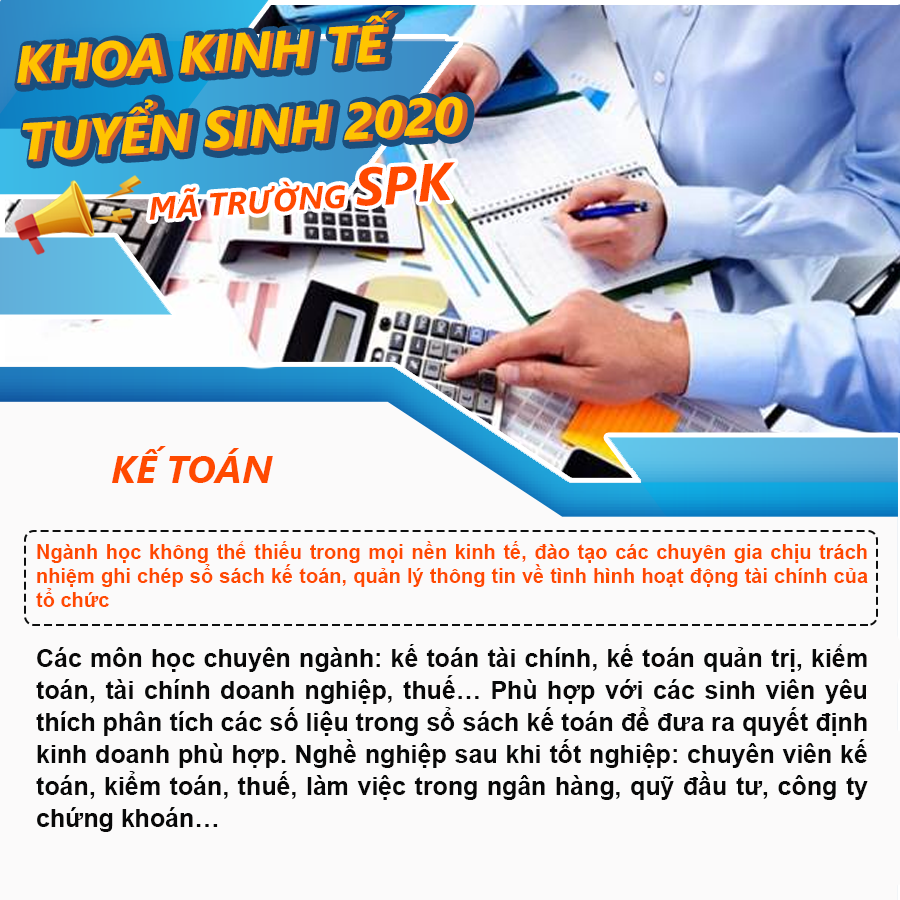 KHOA KINH TẾ
TUYỂN SINH 2020
MÃ TRƯỜNG SPK
KẾ TOÁN
Ngành học không thể thiếu trong mọi nền kinh tế, đào tạo các chuyên gia chịu trách
nhiệm ghi chép sổ sách kế toán, quản lý thông tin về tình hình hoạt động tài chính của
tổ chức
Các môn học chuyên ngành: kế toán tài chính, kế toán quản trị, kiểm
toán, tài chính doanh nghiệp, thuế… Phù hợp với các sinh viên yêu
thích phân tích các số liệu trong sổ sách kế toán để đưa ra quyết định
kinh doanh phù hợp. Nghề nghiệp sau khi tốt nghiệp: chuyên viên kế
toán, kiểm toán, thuế, làm việc trong ngân hàng, quỹ đầu tư, công ty
chứng khoán…